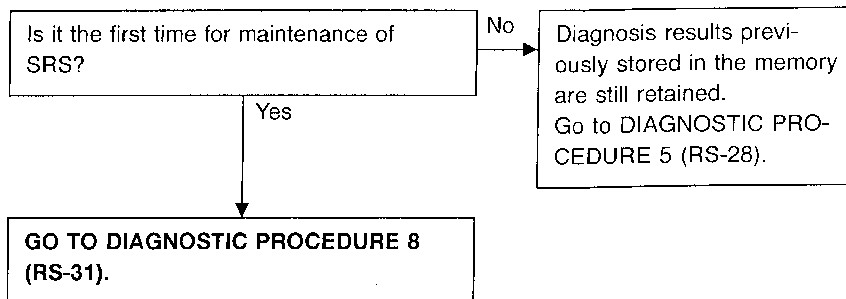 Is it the first time for maintenance of
SRS?
No
Diagnosis results previ-
ously stored in the memory
are still retained.
Go to DIAGNOSTIC PRO-
CEDURE 5 (RS-28).
Yes
GO TO DIAGNOSTIC PROCEDURE 8
(RS-31).